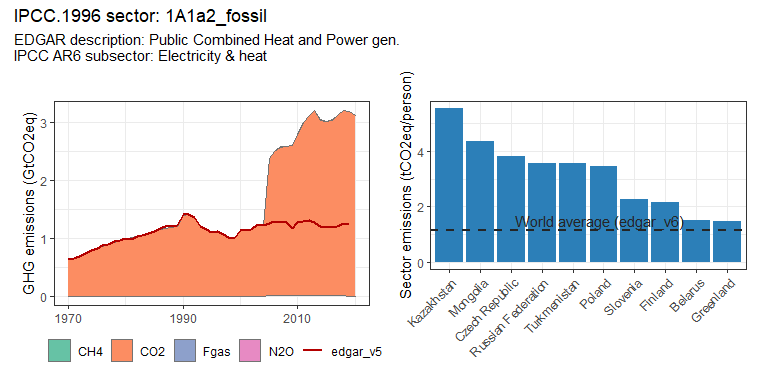 IPCC.1996 sector: 1A1a2_fossil
EDGAR description: Public Combined Heat and Power gen.
IPCC AR6 subsector: Electricity & heat
GHG emissions (GtCO2eq)
3
2
1
0
1970
1990
2010
CH4
CO2
Fgas
N2O
edgar_v5
Sector emissions (tCO2eq/person)
4
2
0
World average (edgar_v6)
Kazakhstan
Mongolia
Czech Republic
Russian Federation
Turkmenistan
Poland
Slovenia
Finland
Belarus
Greenland